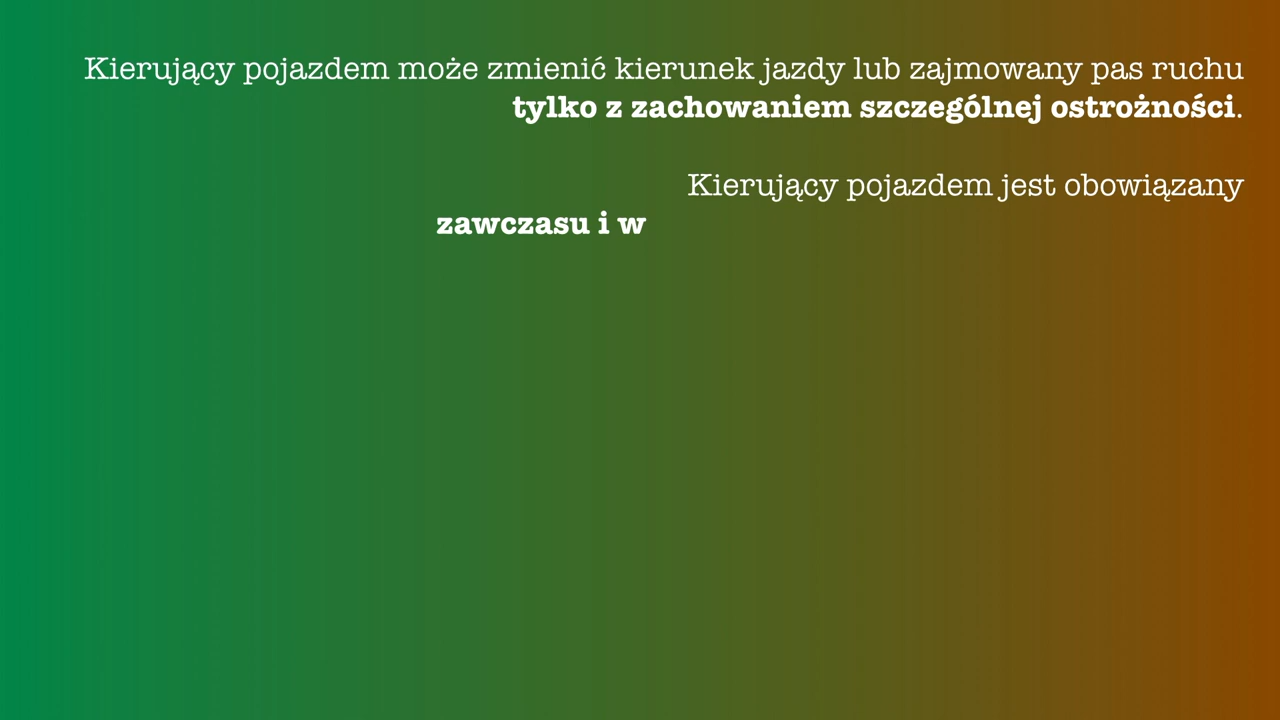 Kierujący pojazdem może zmienić kierunek jazdy lub zajmowany pas ruchu
tylko z zachowaniem szczególnej ostrożności.
Kierujący pojazdem jest obowiązany
zawczasu i w